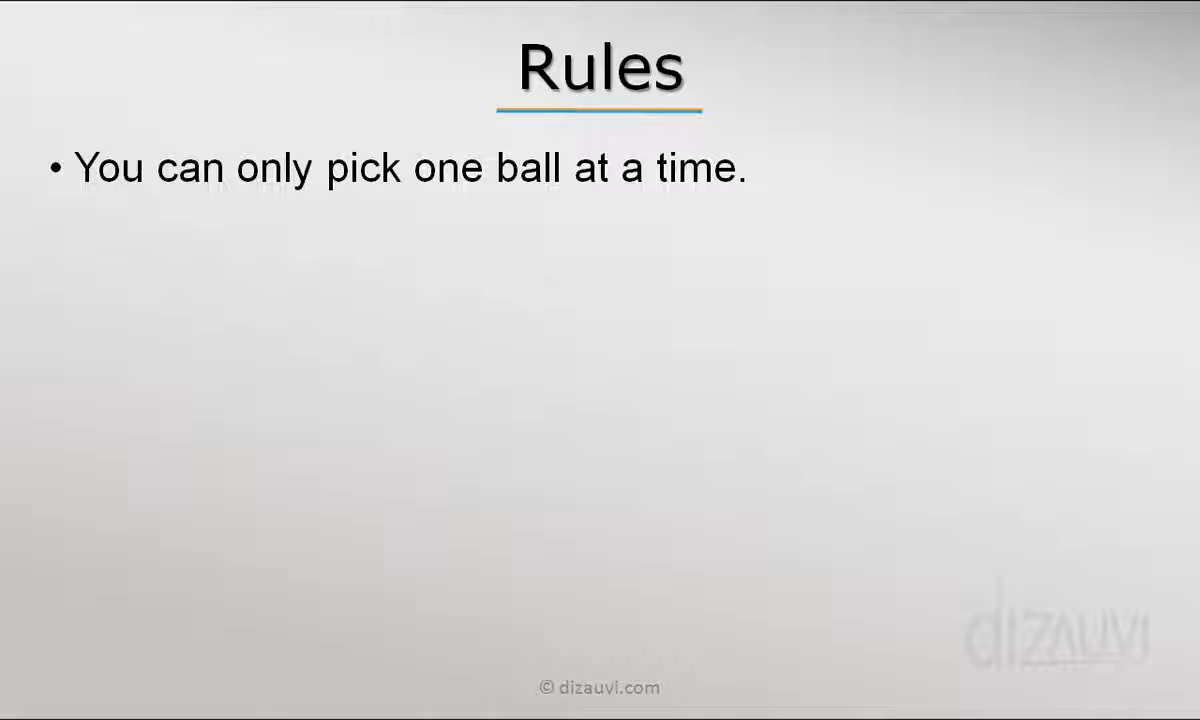 Rules
• You can only pick one ball at a time.
dizauvi
© dizauvi.com